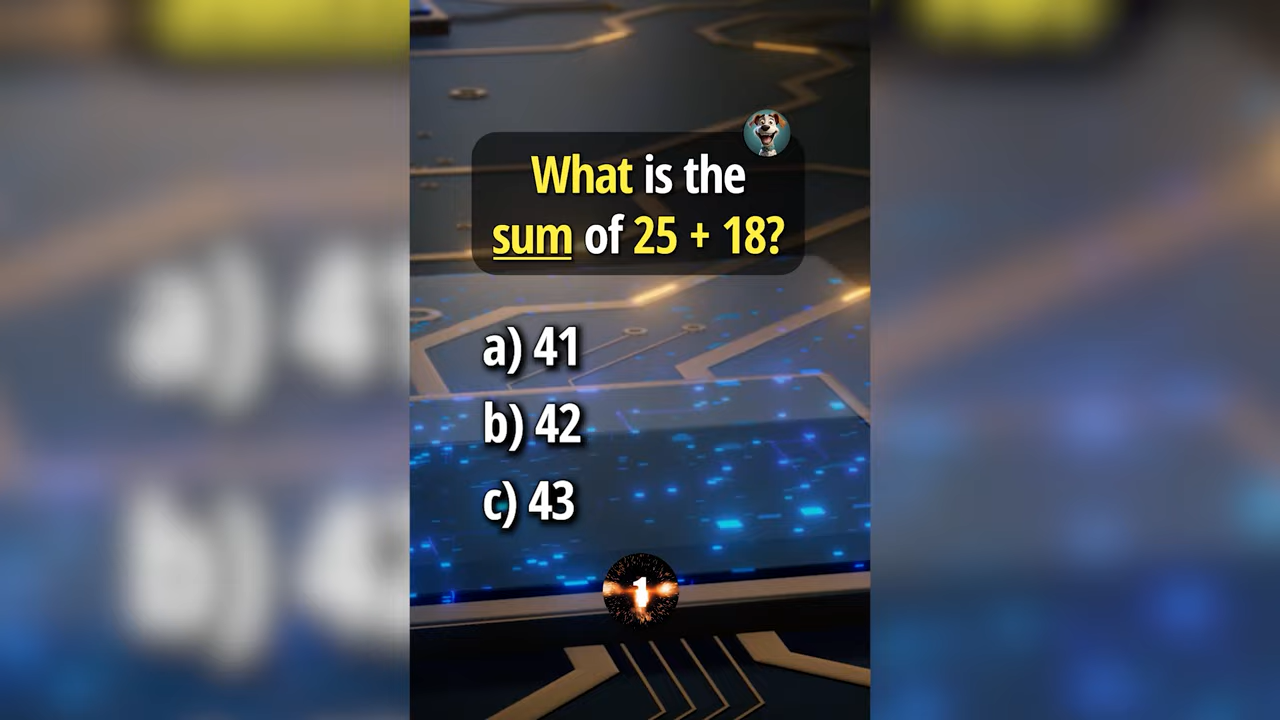 What is the
sum of 25 + 18?
a) 41
b) 42
c) 43
1